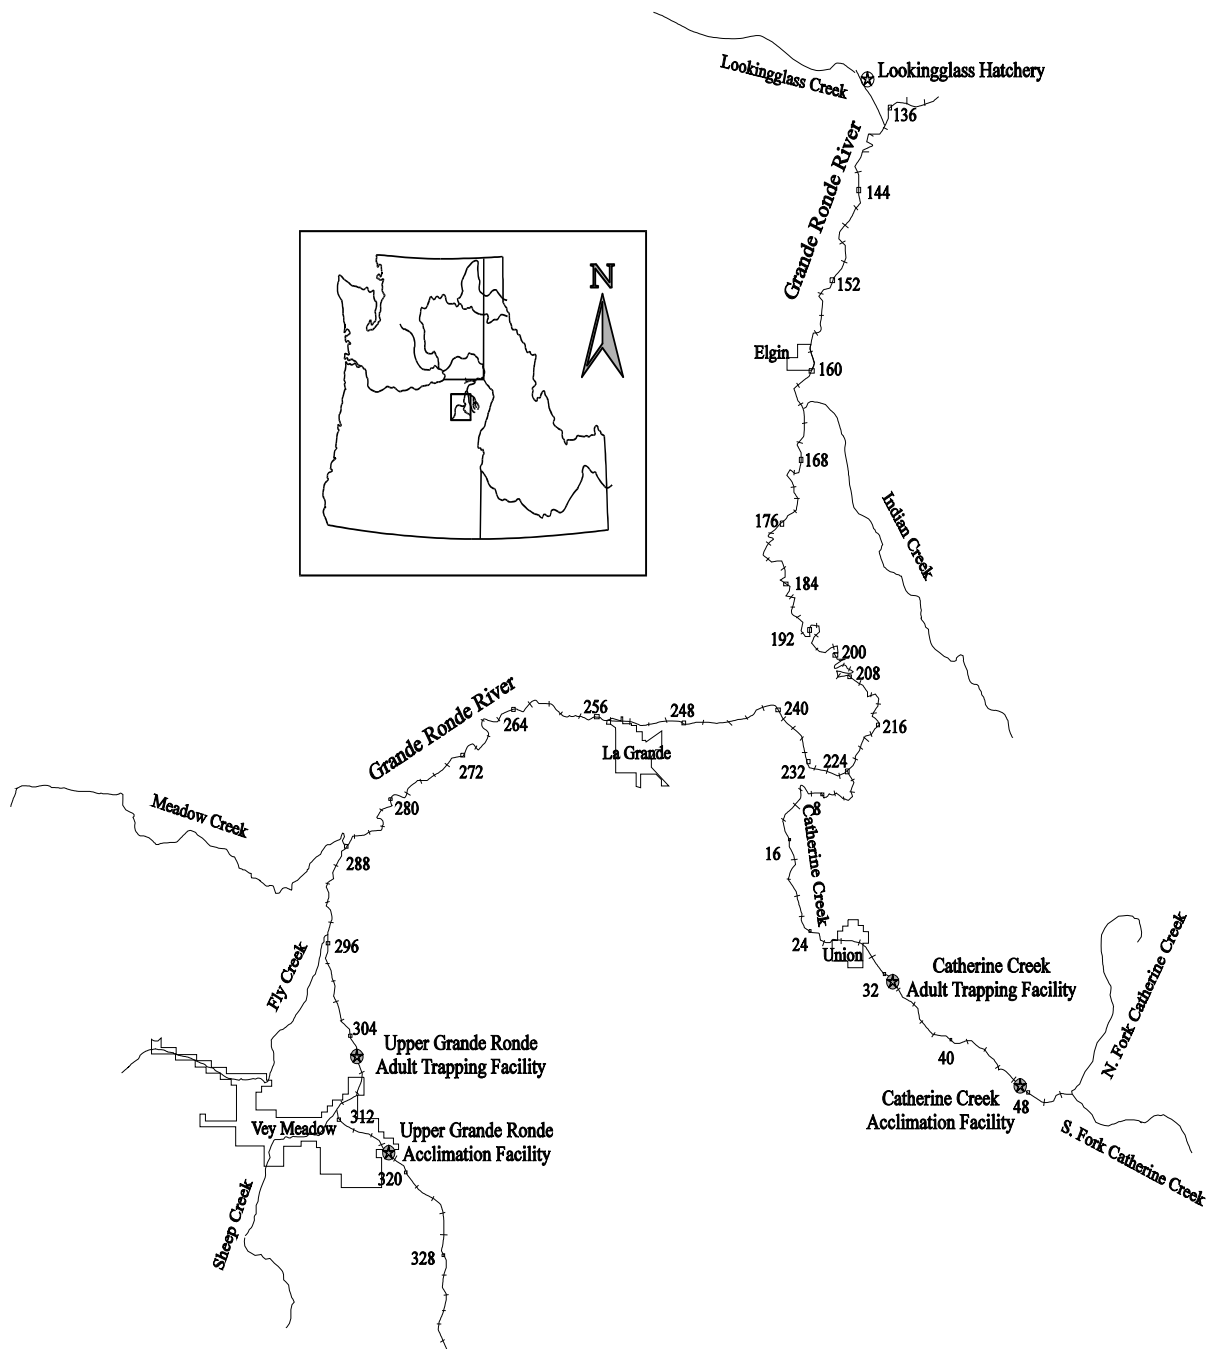 Lookingglass Creek
Lookingglass Hatchery
136
Grande Ronde River
144
152
N
Elgin
160
168
Indian Creek
176
184
192
200
208
Grande Ronde River
264
256
248
240
216
La Grande
272
232
224
280
8
Meadow Creek
Catherine Creek
288
16
296
24
Union
Fly Creek
32
Catherine Creek
Adult Trapping Facility
N. Fork Catherine Creek
304
Upper Grande Ronde
Adult Trapping Facility
40
312
Vey Meadow
Catherine Creek
Acclimation Facility
48
Upper Grande Ronde
Acclimation Facility
320
S. Fork Catherine Creek
Sheep Creek
328